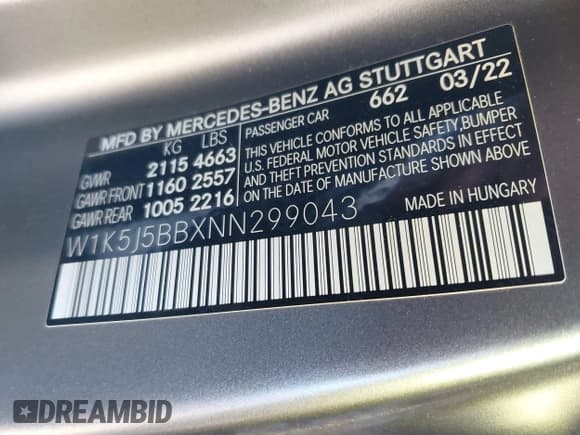 MFD BY MERCEDES-BENZ AG STUTTGART
KG LBS
GVWR 2115 4663
GAWR FRONT 1160 2557
GAWR REAR 1005 2216
PASSENGER CAR 662 03/22
THIS VEHICLE CONFORMS TO ALL APPLICABLE
U.S. FEDERAL MOTOR VEHICLE SAFETY, BUMPER
AND THEFT PREVENTION STANDARDS IN EFFECT
ON THE DATE OF MANUFACTURE SHOWN ABOVE.
W1K5J5BBXNN299043
MADE IN HUNGARY
DREAMBID